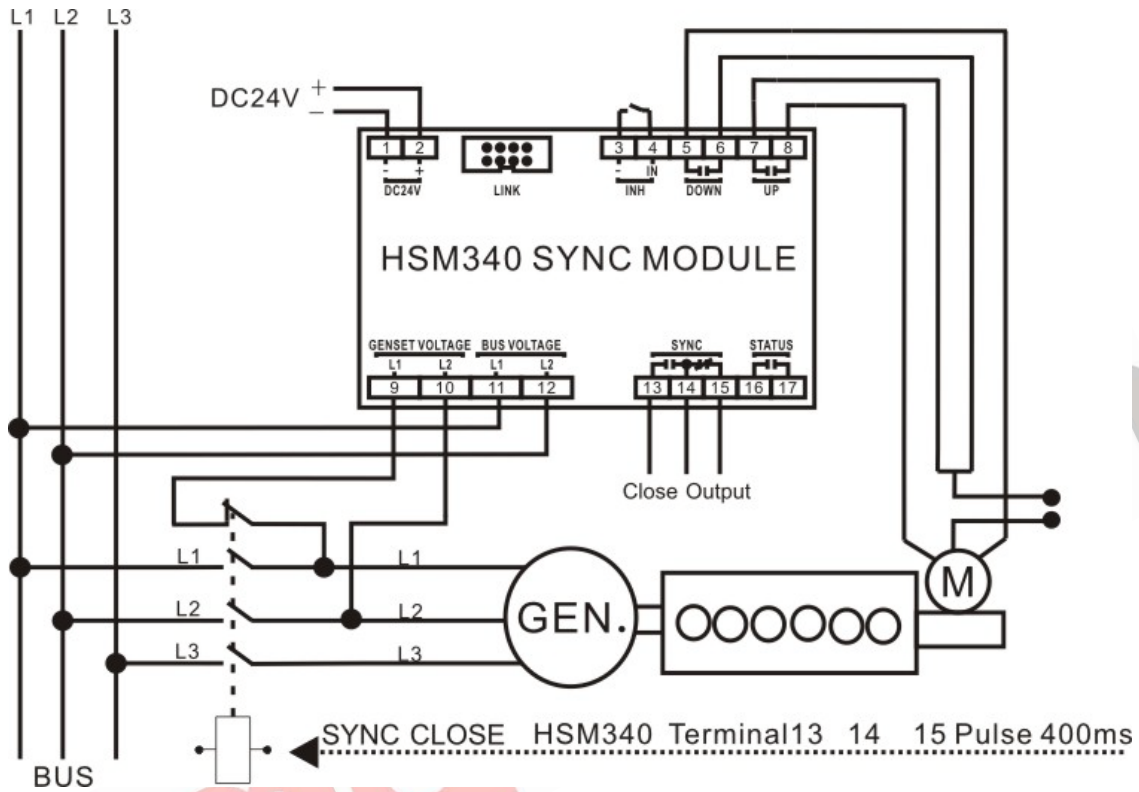 L1 L2 L3
DC24V + −
1 2 3 4 5 6 7 8
- + - IN
DC24V LINK INH DOWN UP
HSM340 SYNC MODULE
GENSET VOLTAGE BUS VOLTAGE SYNC STATUS
L1 L2 L1 L2
9 10 11 12 13 14 15 16 17
Close Output
L1 L1
L2 L2
L3 L3
GEN.
M
SYNC CLOSE HSM340 Terminal13 14 15 Pulse 400ms
BUS